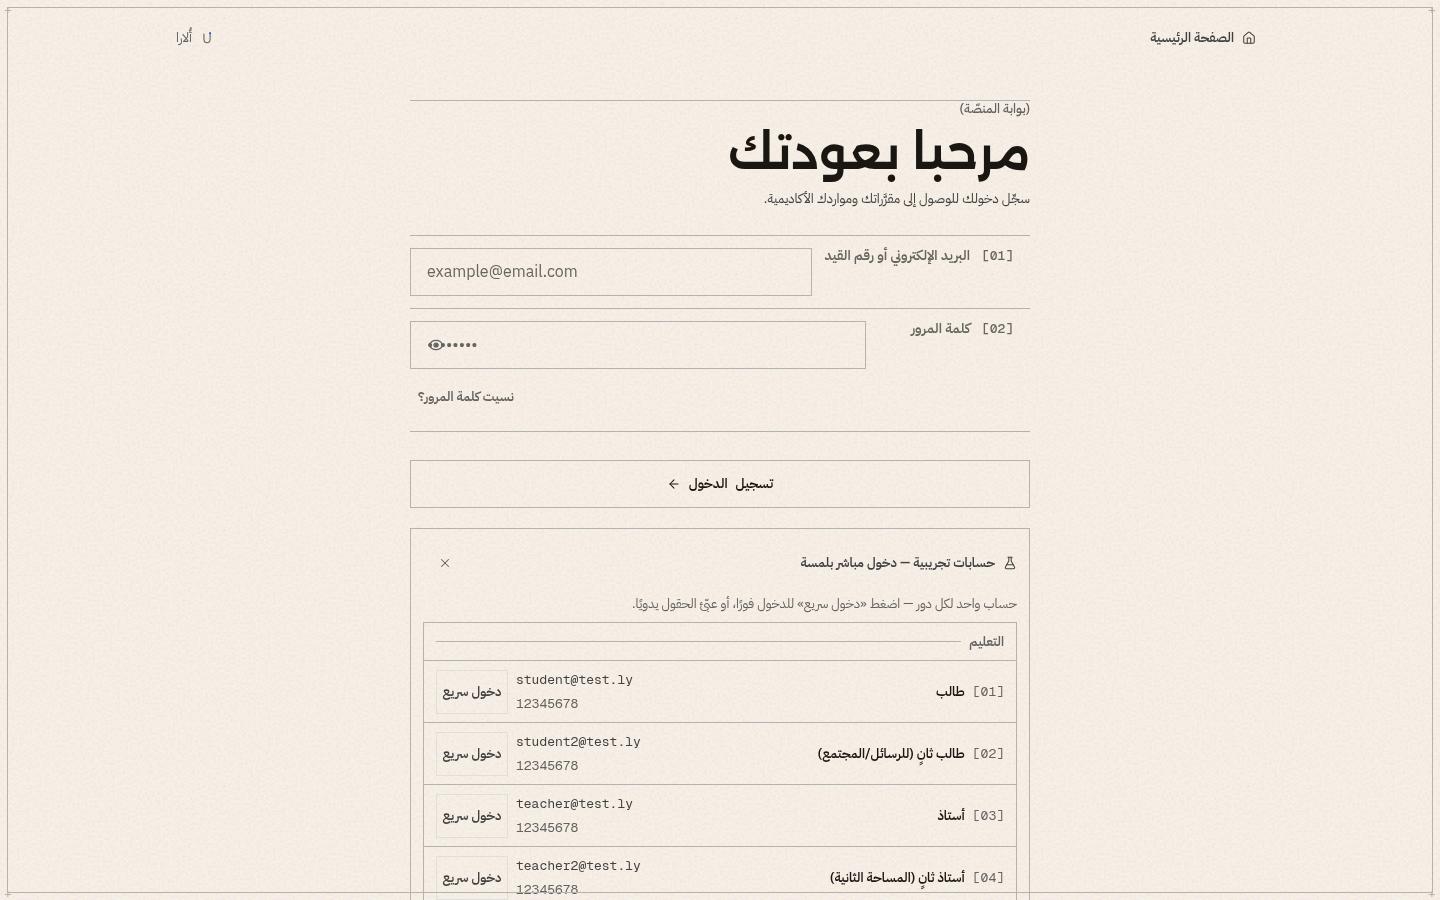 الصفحة الرئيسية
ألارا
(بوابة المنصّة)
مرحبا بعودتك
سجّل دخولك للوصول إلى مقرّراتك ومواردك الأكاديمية.
[01] البريد الإلكتروني أو رقم القيد
example@email.com
[02] كلمة المرور
نسيت كلمة المرور؟
تسجيل الدخول ←
حسابات تجريبية — دخول مباشر بلمسة
حساب واحد لكل دور — اضغط «دخول سريع» للدخول فورًا، أو عبّئ الحقول يدويًا.
التعليم
[01] طالب
student@test.ly
12345678
دخول سريع
[02] طالب ثانٍ (للرسائل/المجتمع)
student2@test.ly
12345678
دخول سريع
[03] أستاذ
teacher@test.ly
12345678
دخول سريع
[04] أستاذ ثانٍ (المساحة الثانية)
teacher2@test.ly
12345678
دخول سريع